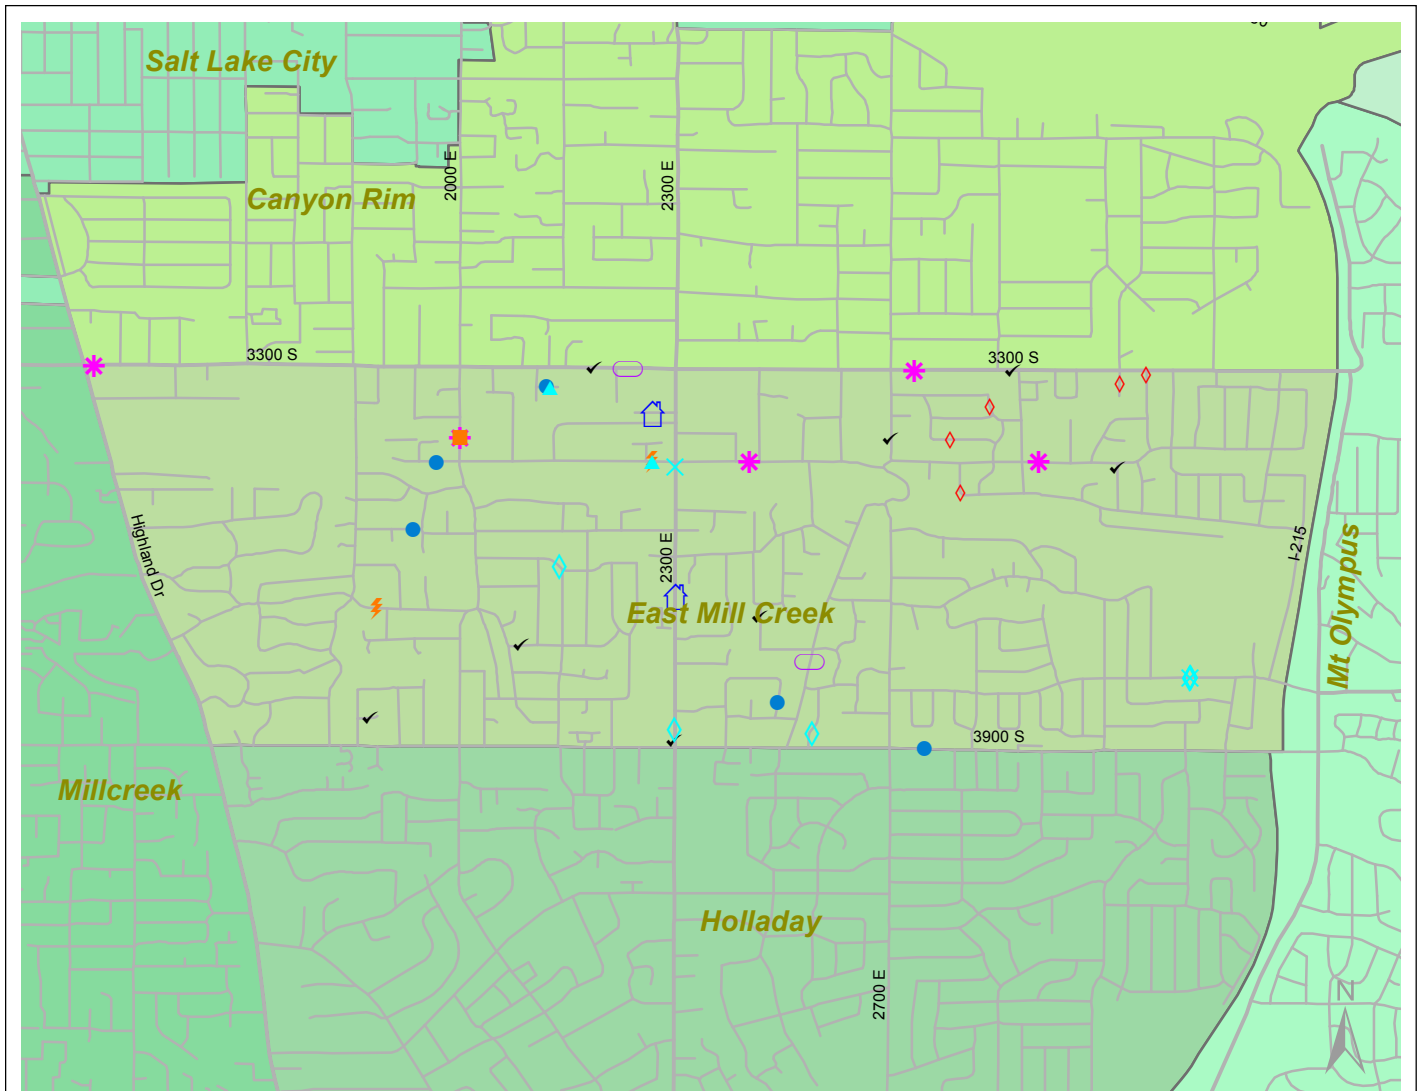 Salt Lake City
2000 E
2300 E
Canyon Rim
3300 S
3300 S
Highland Dr
2300 E
I-215
East Mill Creek
Mt Olympus
3900 S
Millcreek
Holladay
2700 E
N